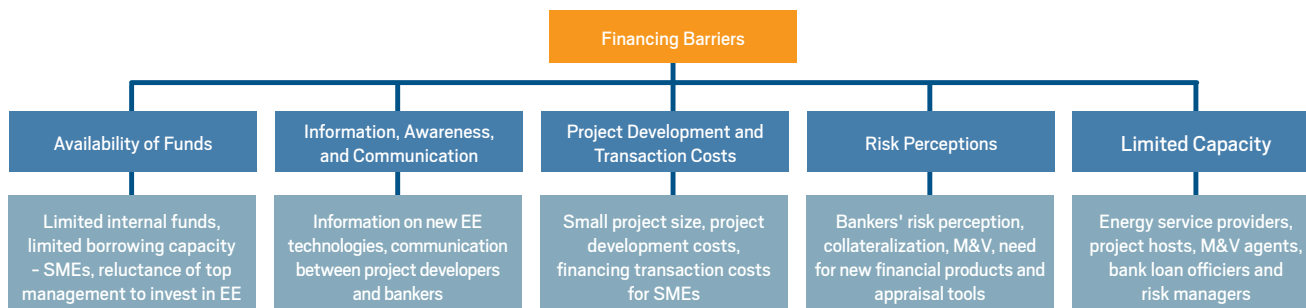 Financing Barriers
Availability of Funds
Information, Awareness,
and Communication
Project Development and
Transaction Costs
Risk Perceptions
Limited Capacity
Limited internal funds,
limited borrowing capacity
– SMEs, reluctance of top
management to invest in EE
Information on new EE
technologies, communication
between project developers
and bankers
Small project size, project
development costs,
financing transaction costs
for SMEs
Bankers' risk perception,
collateralization, M&V, need
for new financial products and
appraisal tools
Energy service providers,
project hosts, M&V agents,
bank loan officiers and
risk managers